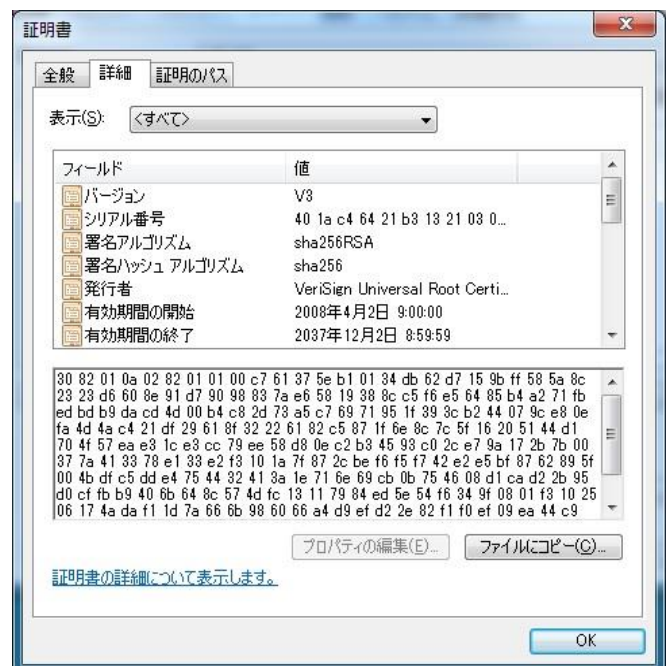 証明書
全般 詳細 証明のパス
表示(S): <すべて>
フィールド 値
バージョン V3
シリアル番号 40 1a c4 64 21 b3 13 21 03 0...
署名アルゴリズム sha256RSA
署名ハッシュ アルゴリズム sha256
発行者 VeriSign Universal Root Certi...
有効期間の開始 2008年4月2日 9:00:00
有効期間の終了 2037年12月2日 8:59:59
30 82 01 0a 02 82 01 01 00 c7 61 37 5e b1 01 34 db 62 d7 15 9b ff 58 5a 8c
23 23 d6 60 8e 91 d7 90 98 83 7a e6 58 19 38 8c c5 f6 e5 64 85 b4 a2 71 fb
ed bd b9 da cd 4d 00 b4 c8 2d 73 a5 c7 69 71 95 1f 39 3c b2 44 07 9c e8 0e
fa 4d 4a c4 21 df 29 61 8f 32 22 61 82 c5 87 1f 6e 8c 7c 5f 16 20 51 44 d1
70 4f 57 ea e3 1c e3 cc 79 ee 58 d8 0e c2 b3 45 93 c0 2c e7 9a 17 2b 7b 00
37 7a 41 33 78 e1 33 e2 f3 10 1a 7f 87 2c be f6 f5 f7 42 e2 e5 bf 87 62 89 5f
00 4b df c5 dd e4 75 44 32 41 3a 1e 71 6e 69 cb 0b 75 46 08 d1 ca d2 2b 95
d0 cf fb b9 40 6b 64 8c 57 4d fc 13 11 79 84 ed 5e 54 f6 34 9f 08 01 f3 10 25
06 17 4a da f1 1d 7a 66 6b 98 60 66 a4 d9 ef d2 2e 82 f1 f0 ef 09 ea 44 c9
プロパティの編集(E)... ファイルにコピー(C)...
証明書の詳細について表示します。
OK